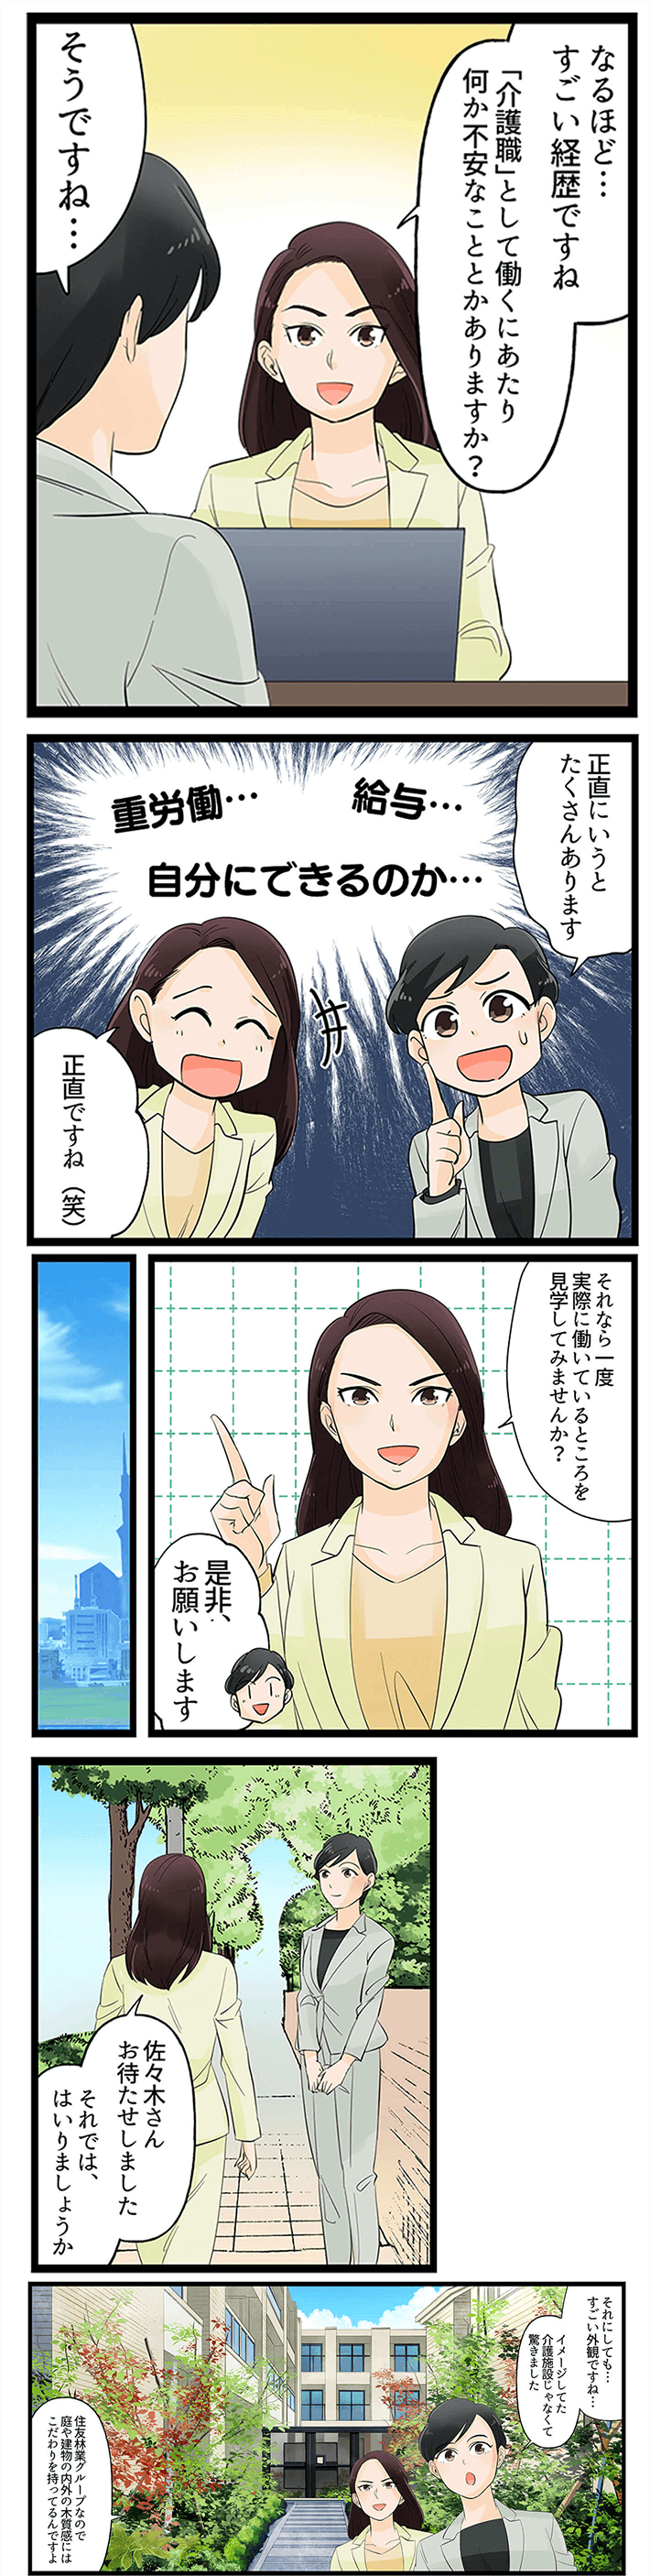 なるほど…
すごい経歴ですね
「介護職」として働くにあたり
何か不安なこととかありますか？
そうですね…
正直にいうと
たくさんあります
給与…
重労働…
自分にできるのか…
正直ですね（笑）
それなら一度
実際に働いているところを
見学してみませんか？
是非、
お願いします
佐々木さん
お待たせしました
それでは、
はいりましょうか
それにしても…
すごい外観ですね…
イメージしてた
介護施設じゃなくて
驚きました
住友林業グループなので
庭や建物の内外の木質感には
こだわりを持ってるんですよ